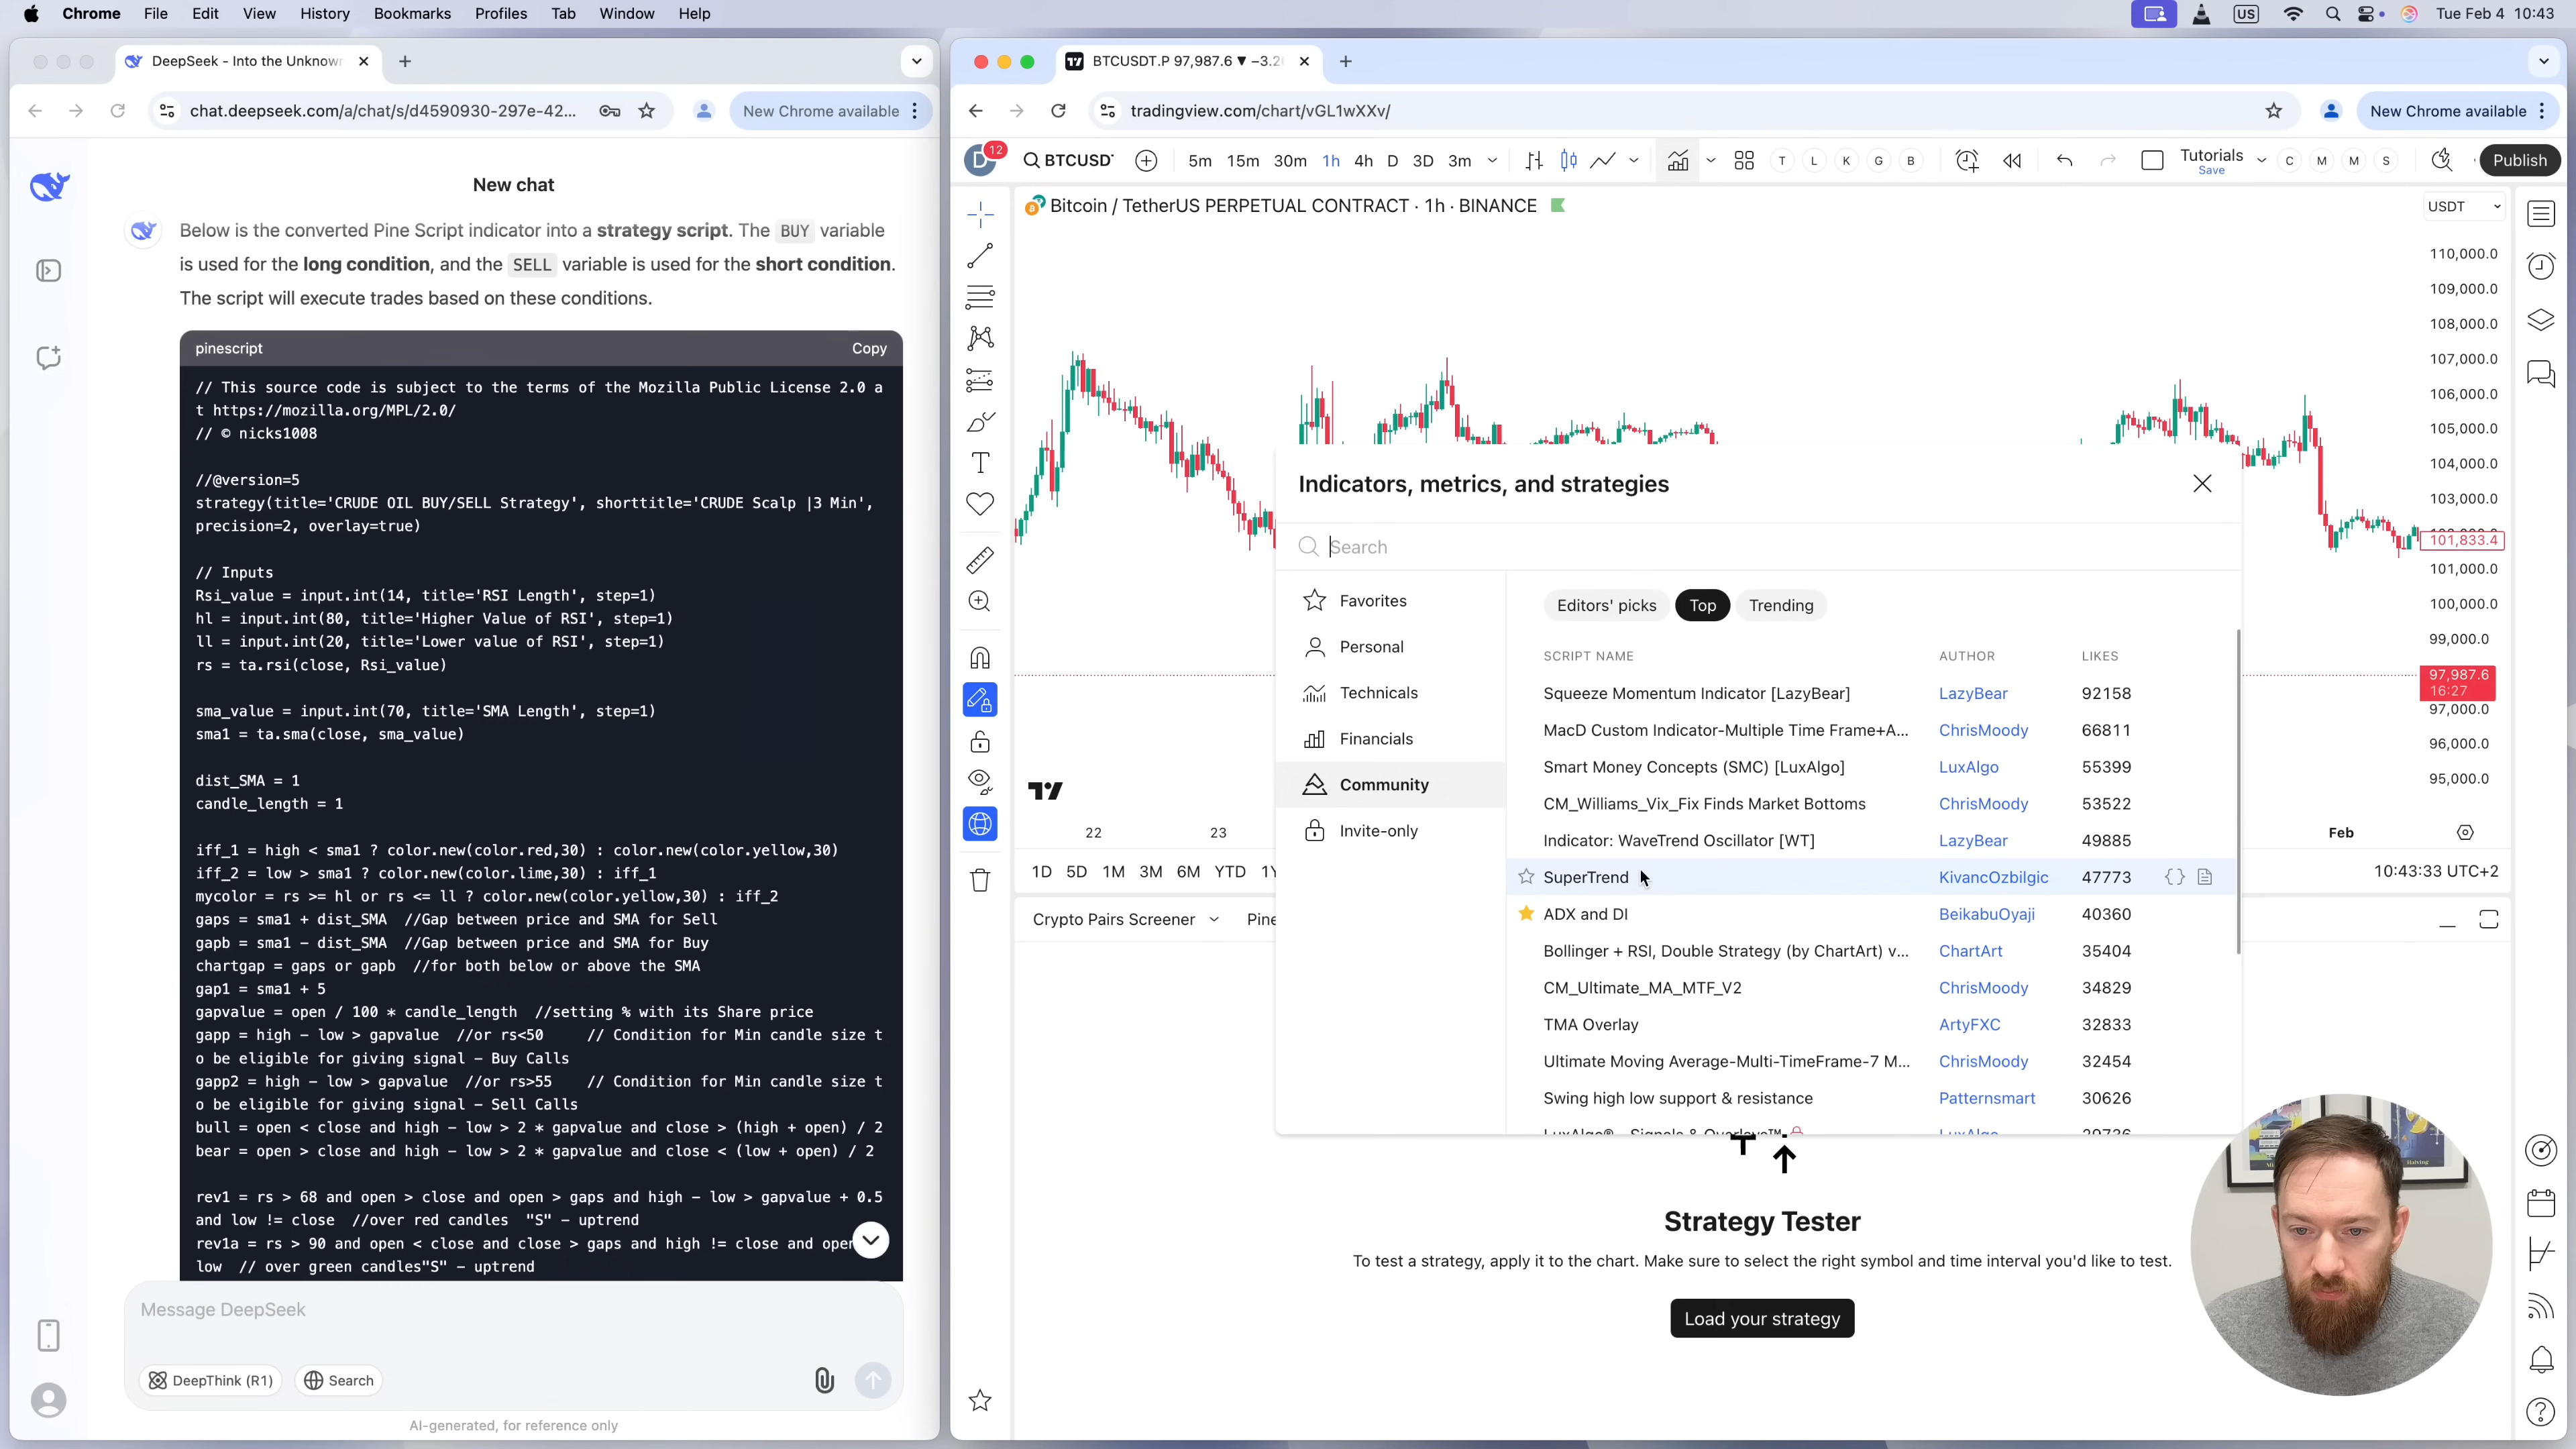 Chrome File Edit View History Bookmarks Profiles Tab Window Help
US
Tue Feb 4 10:43
DeepSeek - Into the Unknown
chat.deepseek.com/a/chat/s/d4590930-297e-42...
New Chrome available
New chat
Below is the converted Pine Script indicator into a strategy script. The BUY variable
is used for the long condition, and the SELL variable is used for the short condition.
The script will execute trades based on these conditions.
pinescript
Copy
// This source code is subject to the terms of the Mozilla Public License 2.0 a
t https://mozilla.org/MPL/2.0/
// © nicks1008
//@version=5
strategy(title='CRUDE OIL BUY/SELL Strategy', shorttitle='CRUDE Scalp |3 Min',
precision=2, overlay=true)
// Inputs
Rsi_value = input.int(14, title='RSI Length', step=1)
hl = input.int(80, title='Higher Value of RSI', step=1)
ll = input.int(20, title='Lower value of RSI', step=1)
rs = ta.rsi(close, Rsi_value)
sma_value = input.int(70, title='SMA Length', step=1)
sma1 = ta.sma(close, sma_value)
dist_SMA = 1
candle_length = 1
iff_1 = high < sma1 ? color.new(color.red,30) : color.new(color.yellow,30)
iff_2 = low > sma1 ? color.new(color.lime,30) : iff_1
mycolor = rs >= hl or rs <= ll ? color.new(color.yellow,30) : iff_2
gaps = sma1 + dist_SMA  //Gap between price and SMA for Sell
gapb = sma1 - dist_SMA  //Gap between price and SMA for Buy
chartgap = gaps or gapb  //for both below or above the SMA
gap1 = sma1 + 5
gapvalue = open / 100 * candle_length  //setting % with its Share price
gapp = high - low > gapvalue  //or rs<50     // Condition for Min candle size t
o be eligible for giving signal - Buy Calls
gapp2 = high - low > gapvalue  //or rs>55    // Condition for Min candle size t
o be eligible for giving signal - Sell Calls
bull = open < close and high - low > 2 * gapvalue and close > (high + open) / 2
bear = open > close and high - low > 2 * gapvalue and close < (low + open) / 2
rev1 = rs > 68 and open > close and open > gaps and high - low > gapvalue + 0.5
and low != close  //over red candles  "S" - uptrend
rev1a = rs > 90 and open < close and close > gaps and high != close and open
low  // over green candles"S" - uptrend
Message DeepSeek
DeepThink (R1)
Search
AI-generated, for reference only
BTCUSDT.P 97,987.6 ▼ −3.2
tradingview.com/chart/vGL1wXXv/
New Chrome available
D 12
BTCUSD
5m 15m 30m 1h 4h D 3D 3m
T L K G B
Tutorials
Save
C M M S
Publish
Bitcoin / TetherUS PERPETUAL CONTRACT · 1h · BINANCE
USDT
110,000.0
109,000.0
108,000.0
107,000.0
106,000.0
105,000.0
104,000.0
103,000.0
101,833.4
101,000.0
100,000.0
99,000.0
97,987.6
16:27
97,000.0
96,000.0
95,000.0
22
23
Feb
1D 5D 1M 3M 6M YTD 1Y
10:43:33 UTC+2
Crypto Pairs Screener
Pine
Indicators, metrics, and strategies
Search
Favorites
Personal
Technicals
Financials
Community
Invite-only
Editors' picks Top Trending
SCRIPT NAME AUTHOR LIKES
Squeeze Momentum Indicator [LazyBear] LazyBear 92158
MacD Custom Indicator-Multiple Time Frame+A... ChrisMoody 66811
Smart Money Concepts (SMC) [LuxAlgo] LuxAlgo 55399
CM_Williams_Vix_Fix Finds Market Bottoms ChrisMoody 53522
Indicator: WaveTrend Oscillator [WT] LazyBear 49885
SuperTrend KivancOzbilgic 47773
ADX and DI BeikabuOyaji 40360
Bollinger + RSI, Double Strategy (by ChartArt) v... ChartArt 35404
CM_Ultimate_MA_MTF_V2 ChrisMoody 34829
TMA Overlay ArtyFXC 32833
Ultimate Moving Average-Multi-TimeFrame-7 M... ChrisMoody 32454
Swing high low support & resistance Patternsmart 30626
LuxAlgo® - Signals & Overlays™ LuxAlgo 29736
Strategy Tester
To test a strategy, apply it to the chart. Make sure to select the right symbol and time interval you'd like to test.
Load your strategy